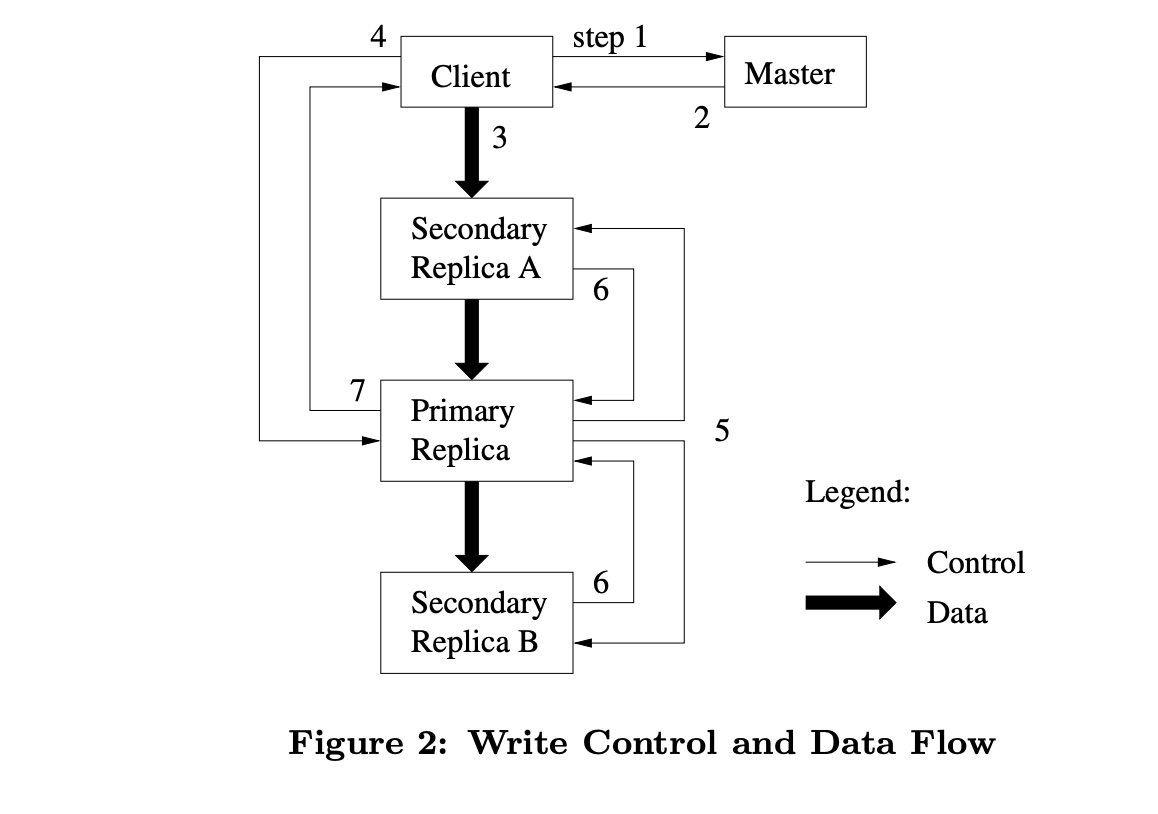 4
step 1
Client
Master
2
3
Secondary
Replica A
6
7
Primary
Replica
5
Legend:
Control
Data
6
Secondary
Replica B
Figure 2: Write Control and Data Flow